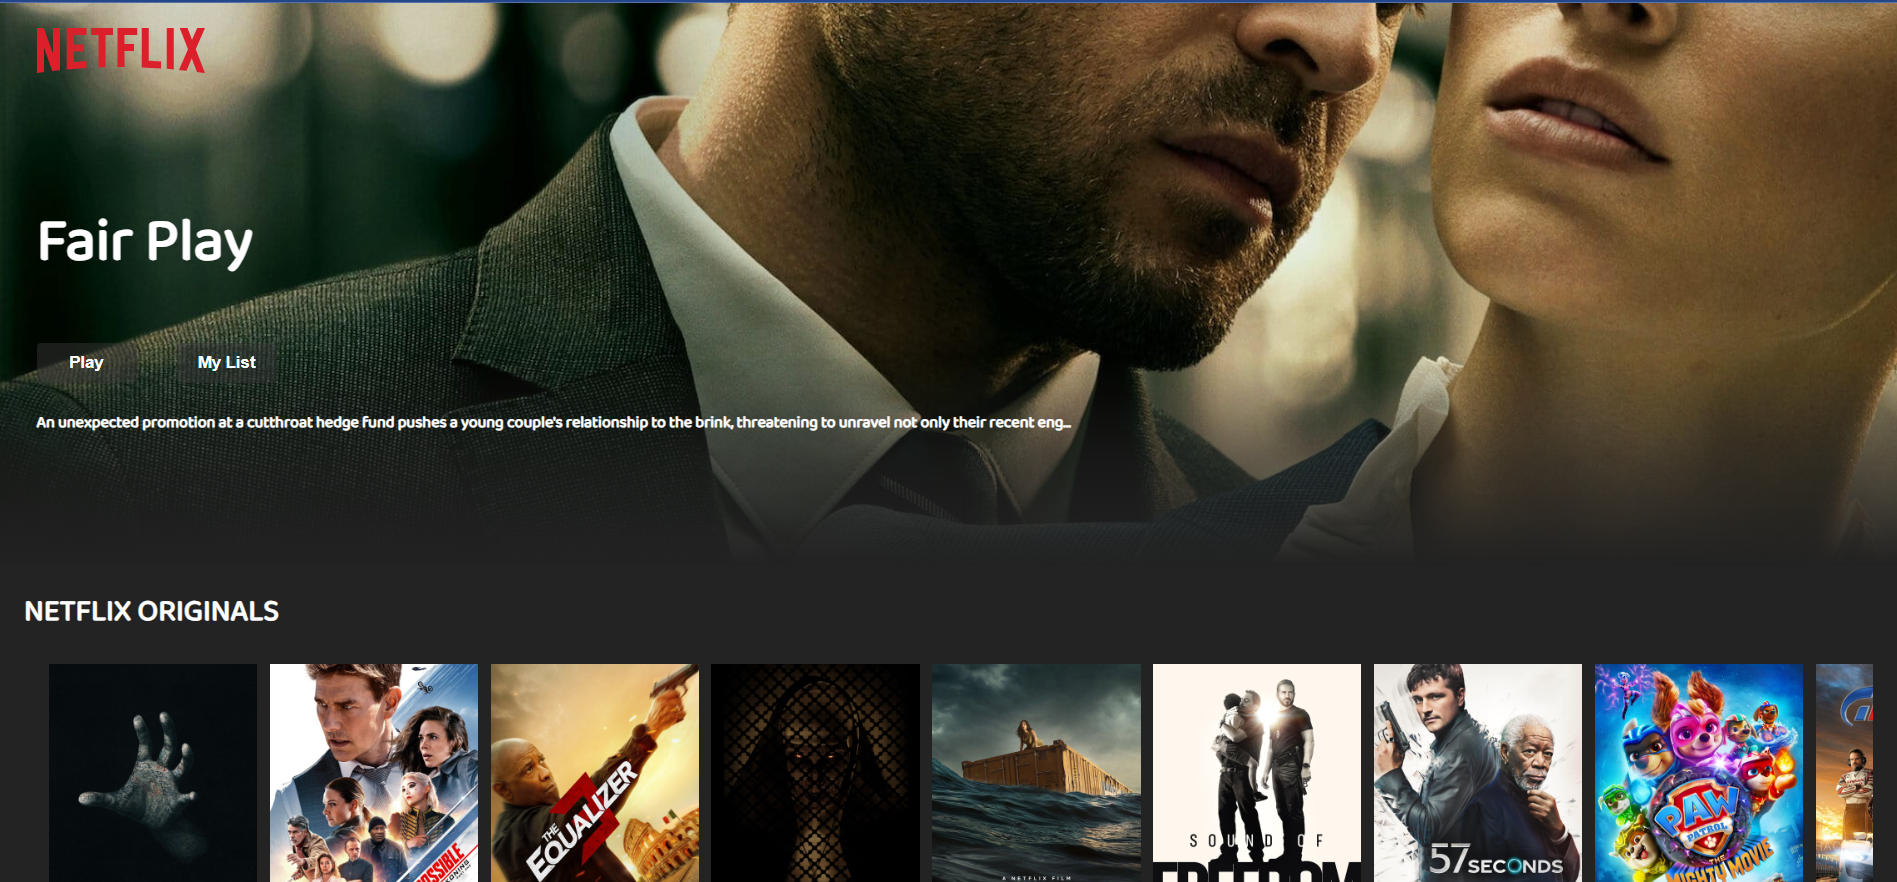 NETFLIX
Fair Play
Play
My List
An unexpected promotion at a cutthroat hedge fund pushes a young couple's relationship to the brink, threatening to unravel not only their recent eng...
NETFLIX ORIGINALS
THE
EQUALIZER
3
A NETFLIX FILM
SOUND OF
FREEDOM
57 SECONDS
PAW
PATROL
THE
MIGHTY MOVIE